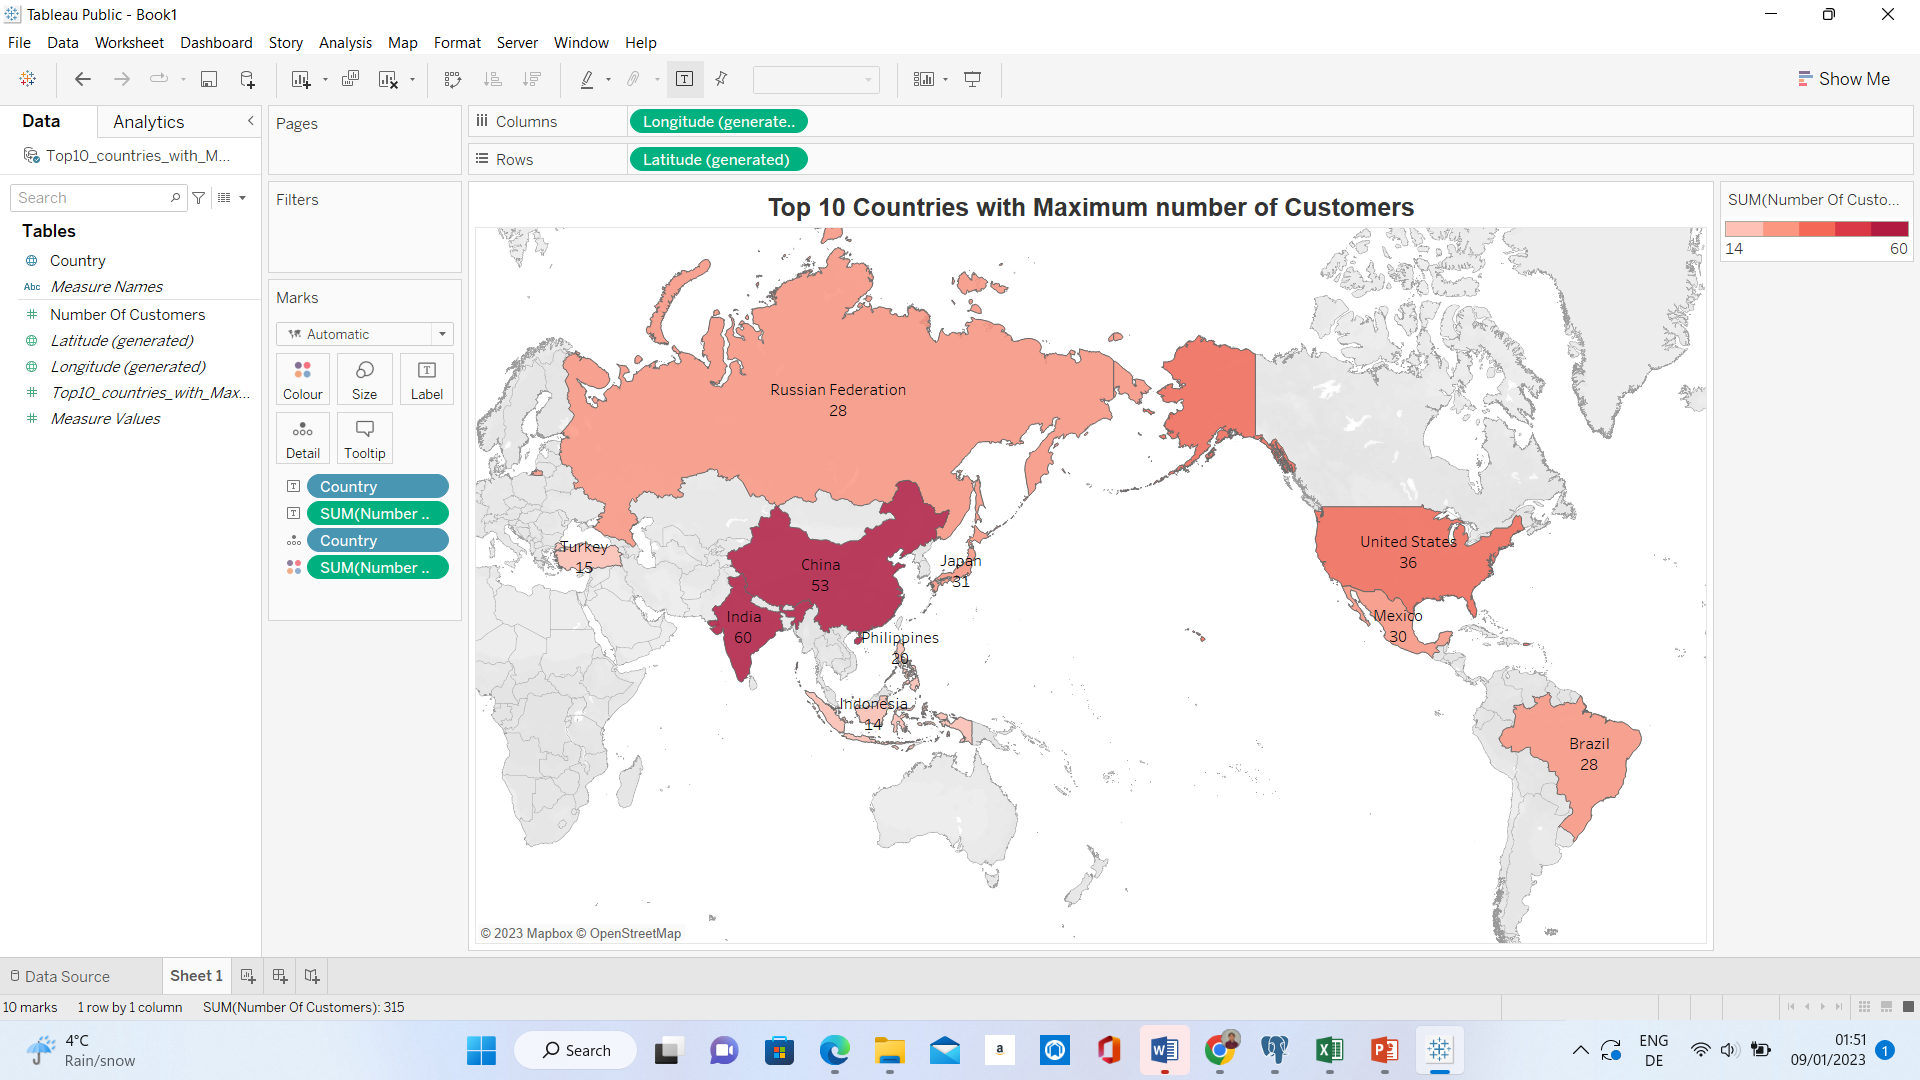 Tableau Public - Book1
File Data Worksheet Dashboard Story Analysis Map Format Server Window Help
Show Me
Data Analytics
Top10_countries_with_M...
Search
Tables
Country
Abc Measure Names
Number Of Customers
Latitude (generated)
Longitude (generated)
Top10_countries_with_Max...
Measure Values
Pages
Filters
Marks
Automatic
Colour Size Label
Detail Tooltip
Country
SUM(Number ..
Country
SUM(Number ..
Columns Longitude (generate..
Rows Latitude (generated)
Top 10 Countries with Maximum number of Customers
Russian Federation
28
Turkey
15
China
53
Japan
31
India
60
Philippines
20
Indonesia
14
United States
36
Mexico
30
Brazil
28
© 2023 Mapbox © OpenStreetMap
SUM(Number Of Custo...
14 60
Data Source Sheet 1
10 marks 1 row by 1 column SUM(Number Of Customers): 315
4°C
Rain/snow
Search
a
ENG
DE
01:51
09/01/2023
1